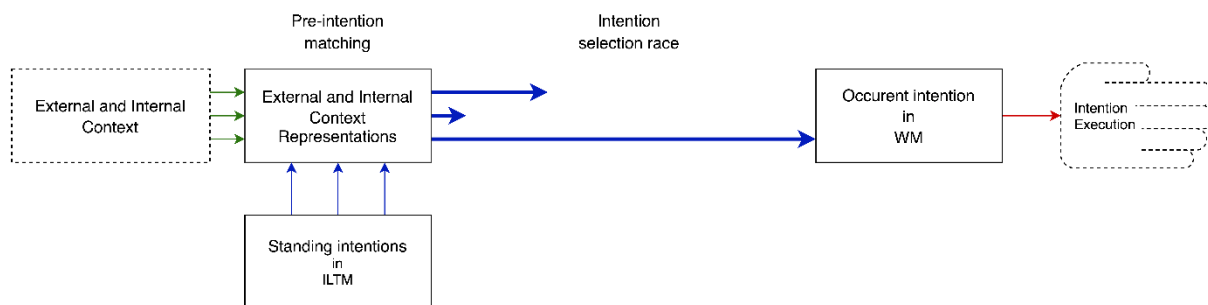 Pre-intention
matching
Intention
selection race
External and Internal
Context
External and Internal
Context
Representations
Occurent intention
in
WM
Intention
Execution
Standing intentions
in
ILTM